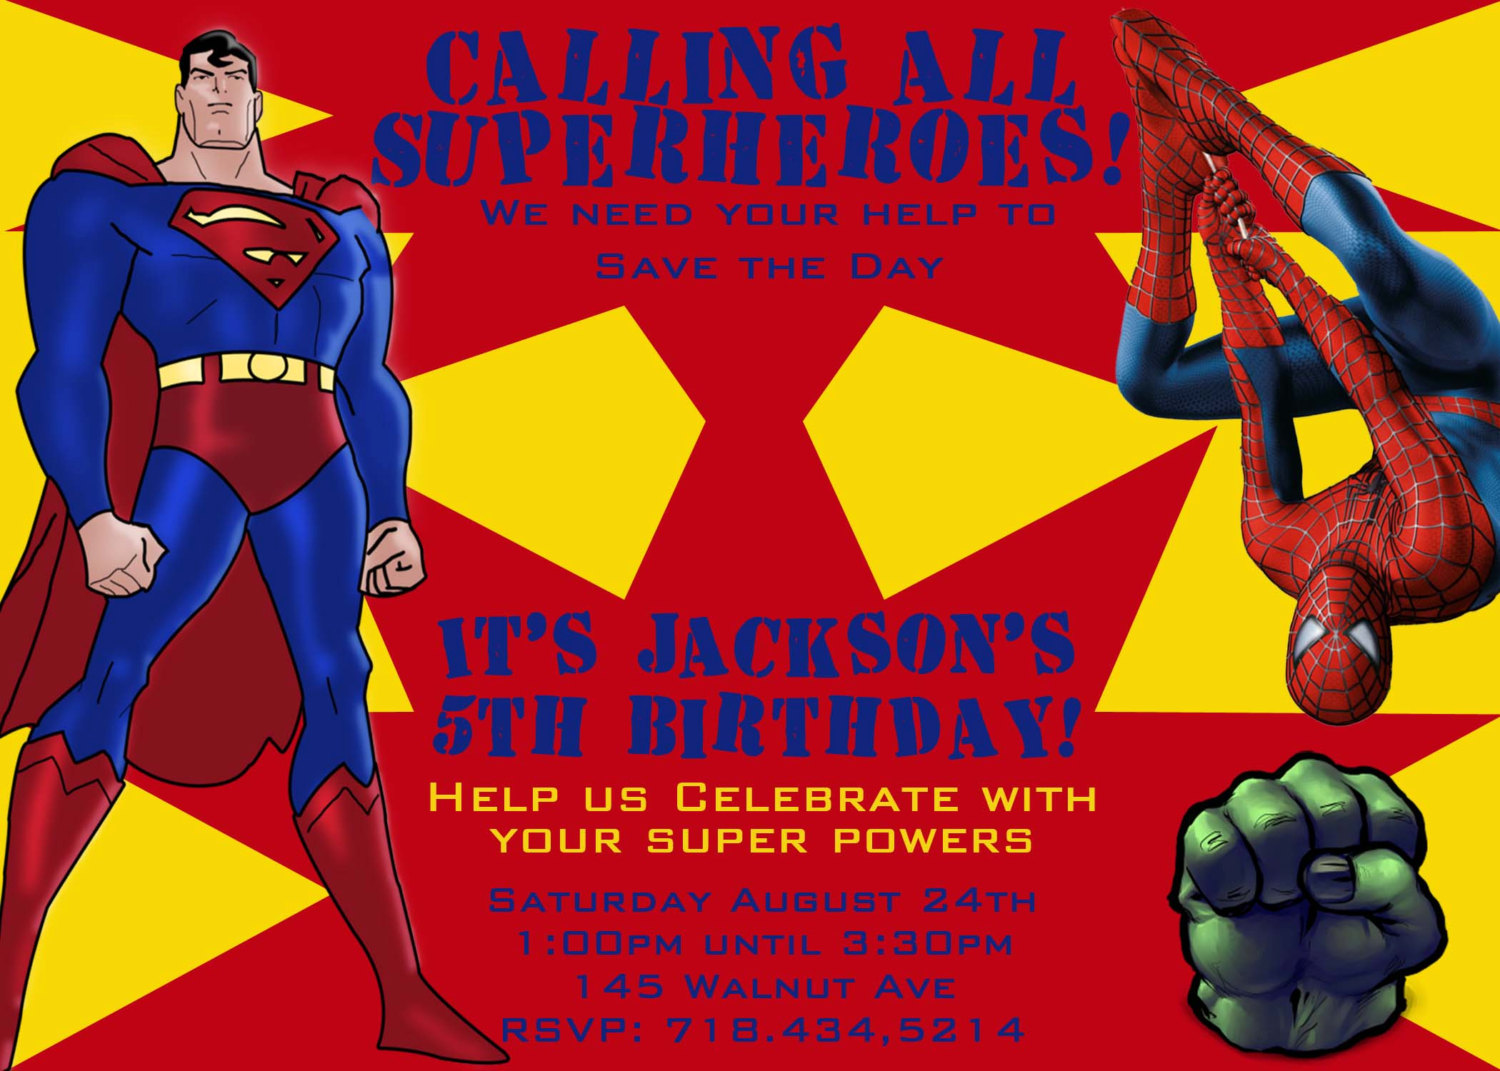 CALLING ALL
SUPERHEROES!
WE NEED YOUR HELP TO
SAVE THE DAY
IT'S JACKSON'S
5TH BIRTHDAY!
HELP US CELEBRATE WITH
YOUR SUPER POWERS
SATURDAY AUGUST 24TH
1:00PM UNTIL 3:30PM
145 WALNUT AVE
RSVP: 718.434,5214